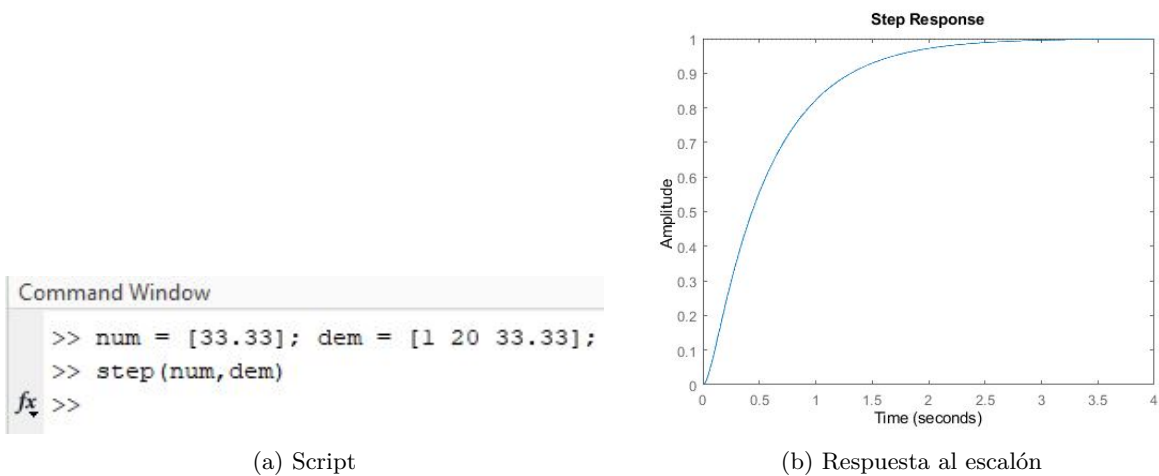 Command Window
>> num = [33.33]; dem = [1 20 33.33];
>> step(num,dem)
fx >>
(a) Script
Step Response
Amplitude
1
0.9
0.8
0.7
0.6
0.5
0.4
0.3
0.2
0.1
0
0 0.5 1 1.5 2 2.5 3 3.5 4
Time (seconds)
(b) Respuesta al escalón